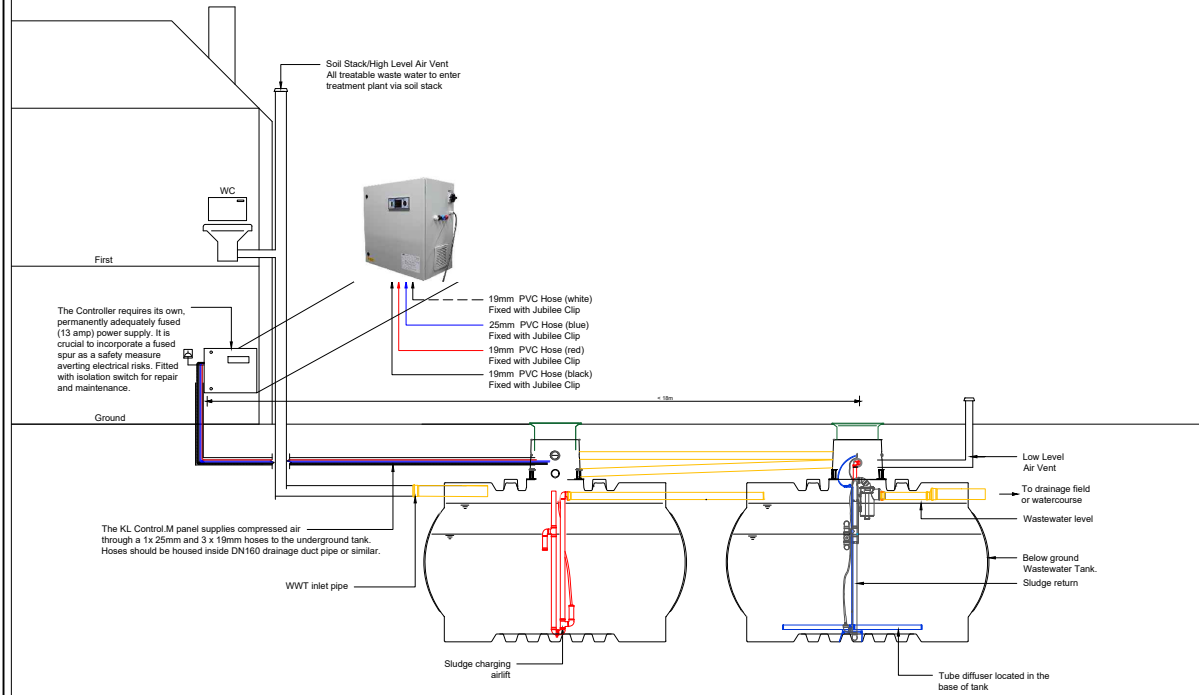 Soil Stack/High Level Air Vent
All treatable waste water to enter
treatment plant via soil stack
WC
First
The Controller requires its own,
permanently adequately fused
(13 amp) power supply. It is
crucial to incorporate a fused
spur as a safety measure
averting electrical risks. Fitted
with isolation switch for repair
and maintenance.
19mm PVC Hose (white)
Fixed with Jubilee Clip
25mm PVC Hose (blue)
Fixed with Jubilee Clip
19mm PVC Hose (red)
Fixed with Jubilee Clip
19mm PVC Hose (black)
Fixed with Jubilee Clip
< 18m
Ground
Low Level
Air Vent
To drainage field
or watercourse
Wastewater level
The KL Control.M panel supplies compressed air
through a 1x 25mm and 3 x 19mm hoses to the underground tank.
Hoses should be housed inside DN160 drainage duct pipe or similar.
Below ground
Wastewater Tank.
WWT inlet pipe
Sludge return
Sludge charging
airlift
Tube diffuser located in the
base of tank